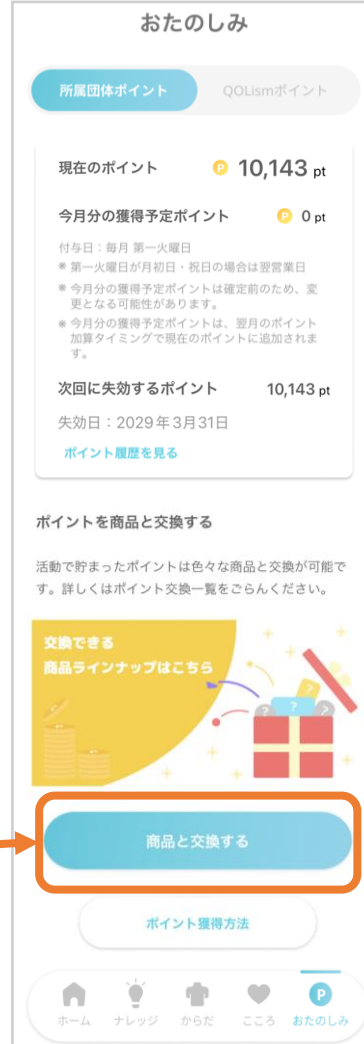 おたのしみ
所属団体ポイント QOLismポイント
現在のポイント P 10,143 pt
今月分の獲得予定ポイント P 0 pt
付与日：毎月 第一火曜日
* 第一火曜日が月初日・祝日の場合は翌営業日
* 今月分の獲得予定ポイントは確定前のため、変
更となる可能性があります。
* 今月分の獲得予定ポイントは、翌月のポイント
加算タイミングで現在のポイントに追加されま
す。
次回に失効するポイント 10,143 pt
失効日：2029年3月31日
ポイント履歴を見る
ポイントを商品と交換する
活動で貯まったポイントは色々な商品と交換が可能で
す。詳しくはポイント交換一覧をごらんください。
交換できる
商品ラインナップはこちら
? ? ?
商品と交換する
ポイント獲得方法
P
ホーム ナレッジ からだ こころ おたのしみ